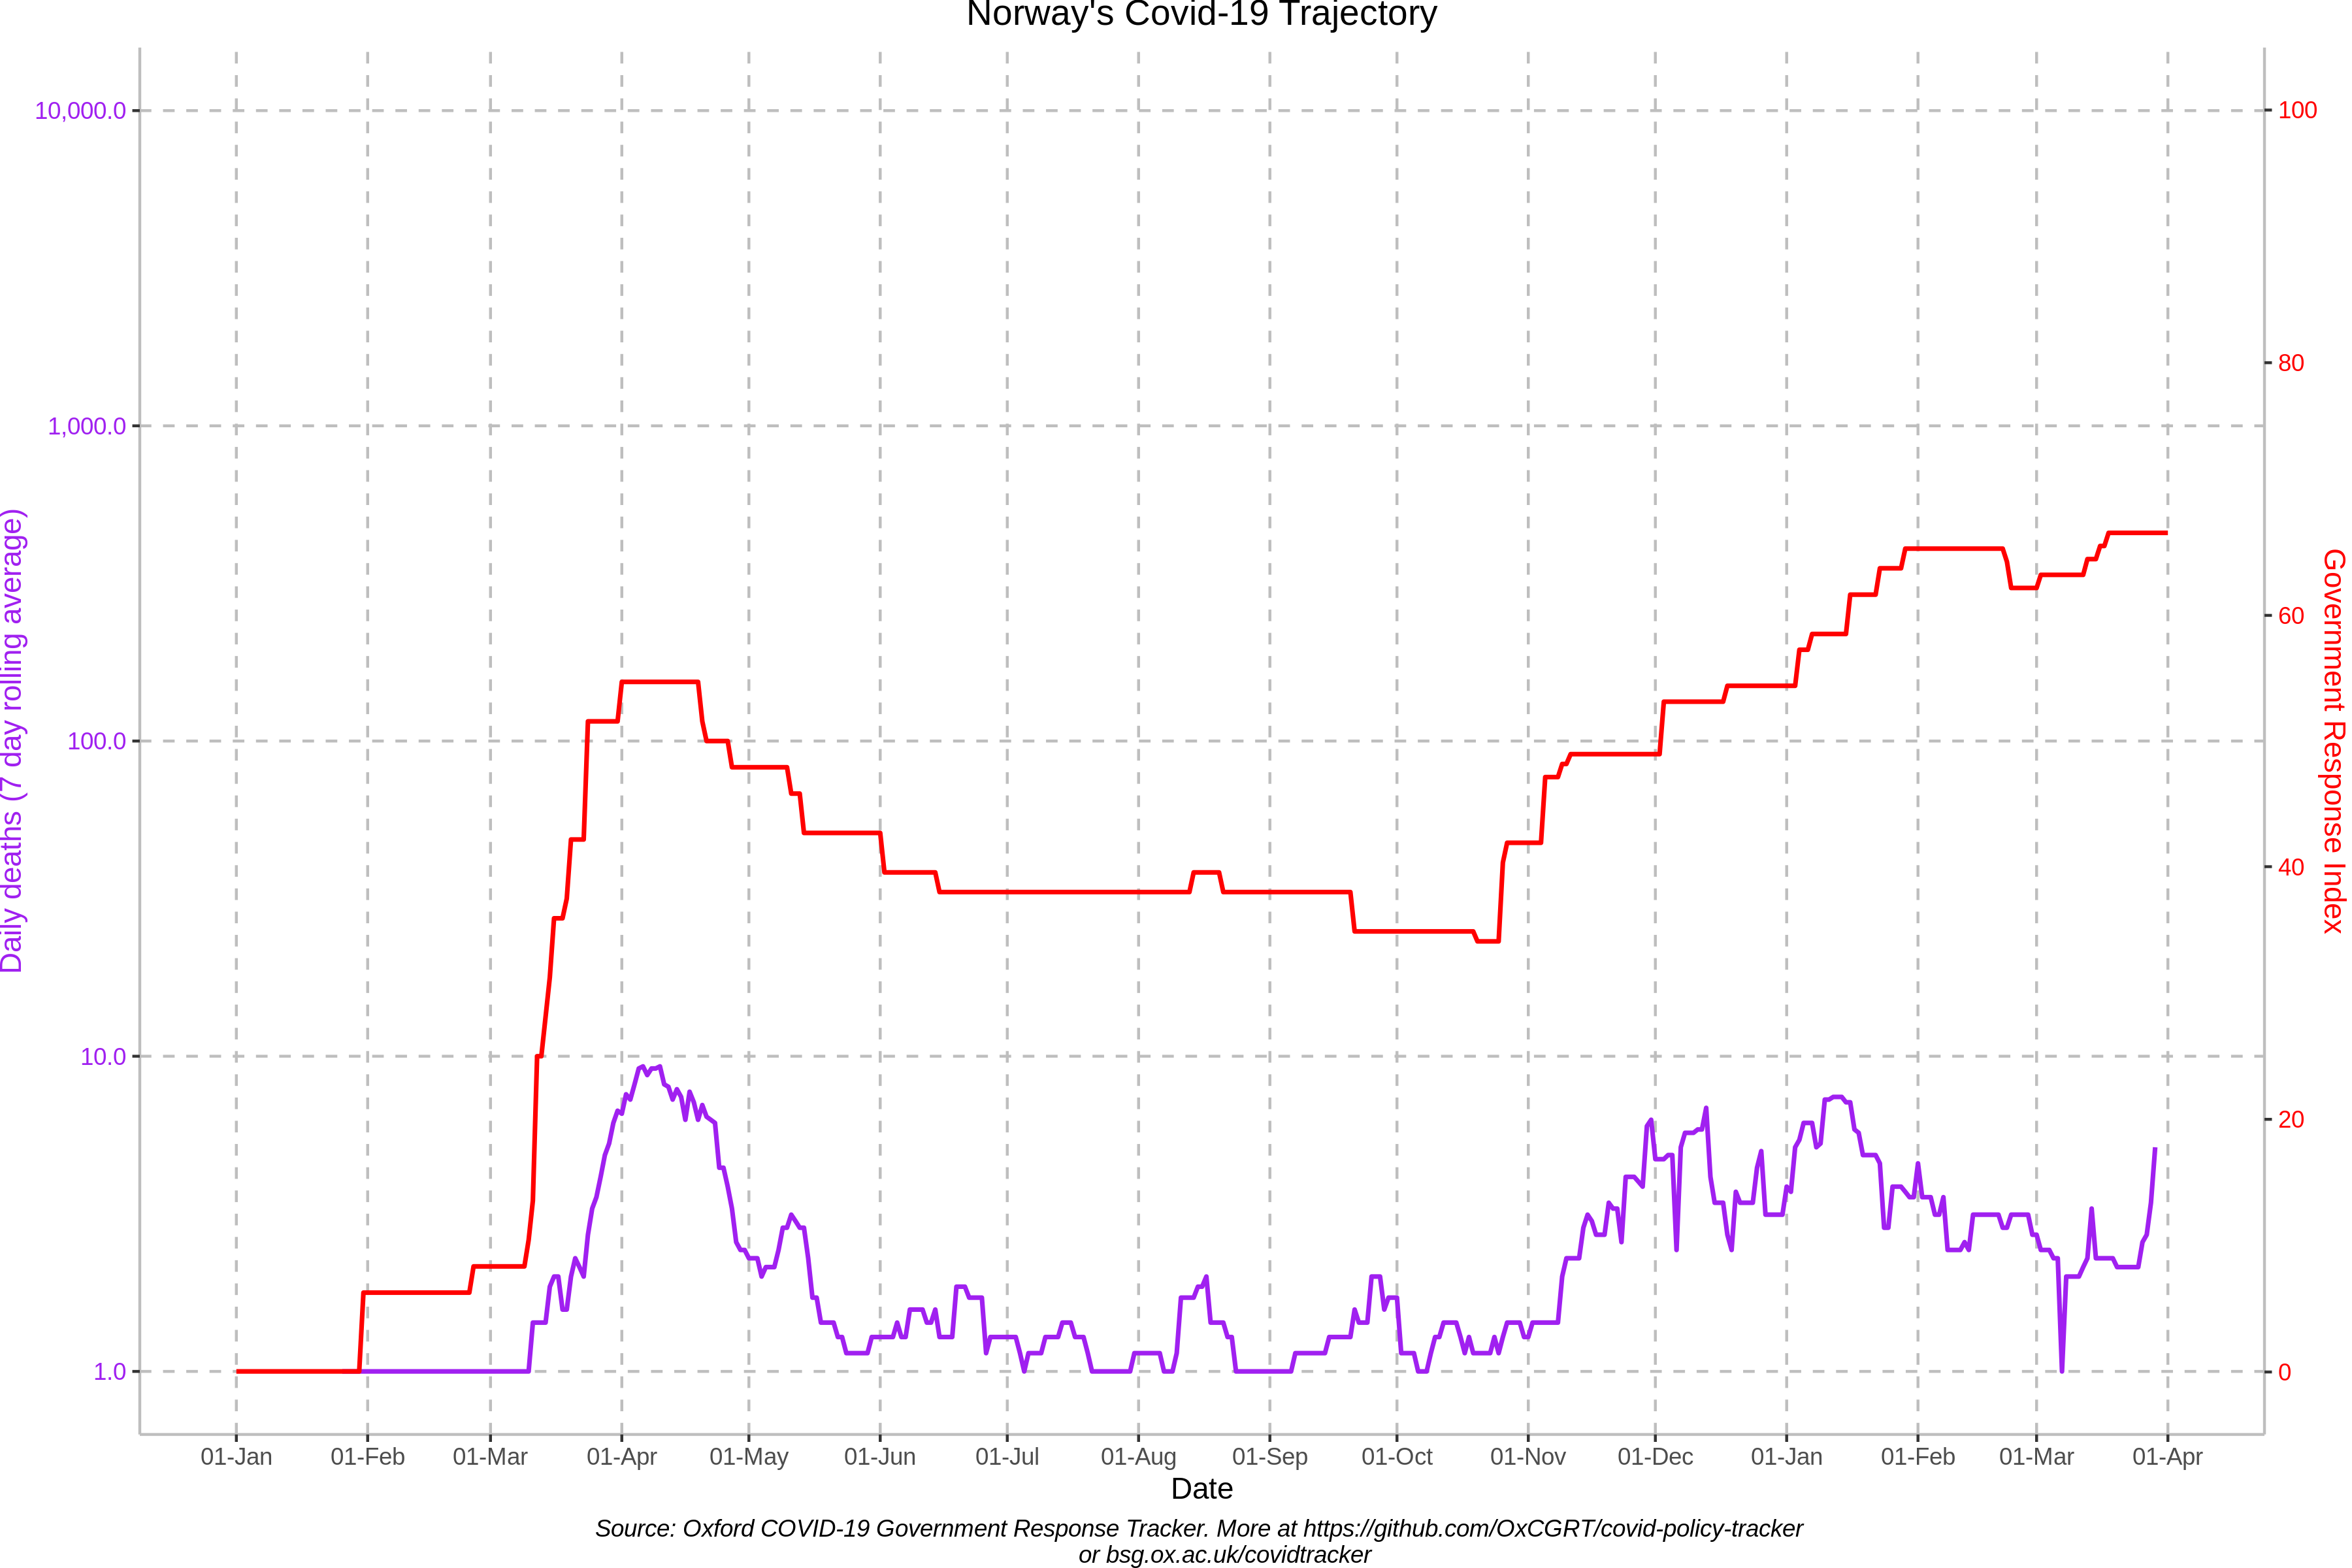 Norway's Covid-19 Trajectory
10,000.0
1,000.0
100.0
10.0
1.0
Daily deaths (7 day rolling average)
100
80
60
40
20
0
Government Response Index
01-Jan 01-Feb 01-Mar 01-Apr 01-May 01-Jun 01-Jul 01-Aug 01-Sep 01-Oct 01-Nov 01-Dec 01-Jan 01-Feb 01-Mar 01-Apr
Date
Source: Oxford COVID-19 Government Response Tracker. More at https://github.com/OxCGRT/covid-policy-tracker
or bsg.ox.ac.uk/covidtracker